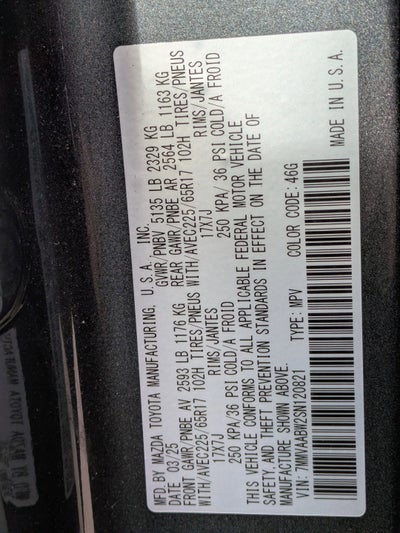 MFD. BY MAZDA TOYOTA MANUFACTURING, U.S.A., INC.
DATE 03/25 GVWR/PNBV 5135 LB 2329 KG
FRONT GAWR/PNBE AV 2593 LB 1176 KG REAR GAWR/PNBE AR 2564 LB 1163 KG
WITH/AVEC225/65R17 102H TIRES/PNEUS WITH/AVEC225/65R17 102H TIRES/PNEUS
17X7J RIMS/JANTES 17X7J RIMS/JANTES
250 KPA/36 PSI COLD/A FROID 250 KPA/ 36 PSI COLD/A FROID
THIS VEHICLE CONFORMS TO ALL APPLICABLE FEDERAL MOTOR VEHICLE
SAFETY, AND THEFT PREVENTION STANDARDS IN EFFECT ON THE DATE OF
MANUFACTURE SHOWN ABOVE.
VIN: 7MMVAABW2SN120821 TYPE: MPV COLOR CODE: 46G
MADE IN U.S.A.